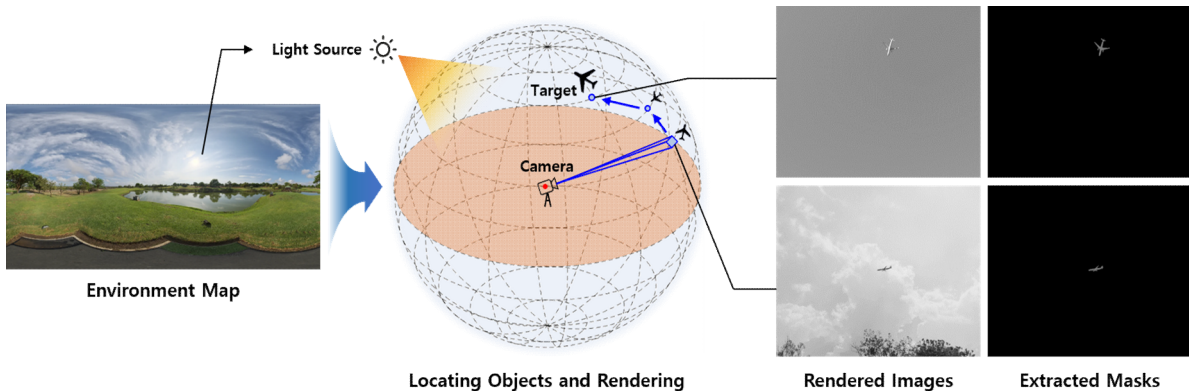 Light Source
Target
Camera
Environment Map
Locating Objects and Rendering
Rendered Images
Extracted Masks